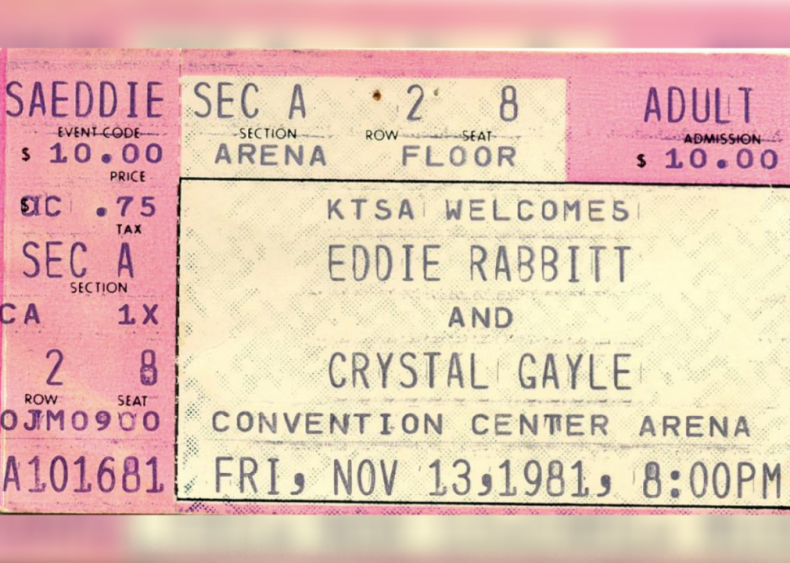 SAEDDIE
EVENT CODE
$ 10.00
PRICE
.75
TAX
SEC A
SECTION
CA 1X
2 8
ROW SEAT
0JM0900
A101681
SEC A 2 8
SECTION ROW SEAT
ARENA FLOOR
ADULT
ADMISSION
$ 10.00
KTSA WELCOMES
EDDIE RABBITT
AND
CRYSTAL GAYLE
CONVENTION CENTER ARENA
FRI, NOV 13,1981, 8:00PM